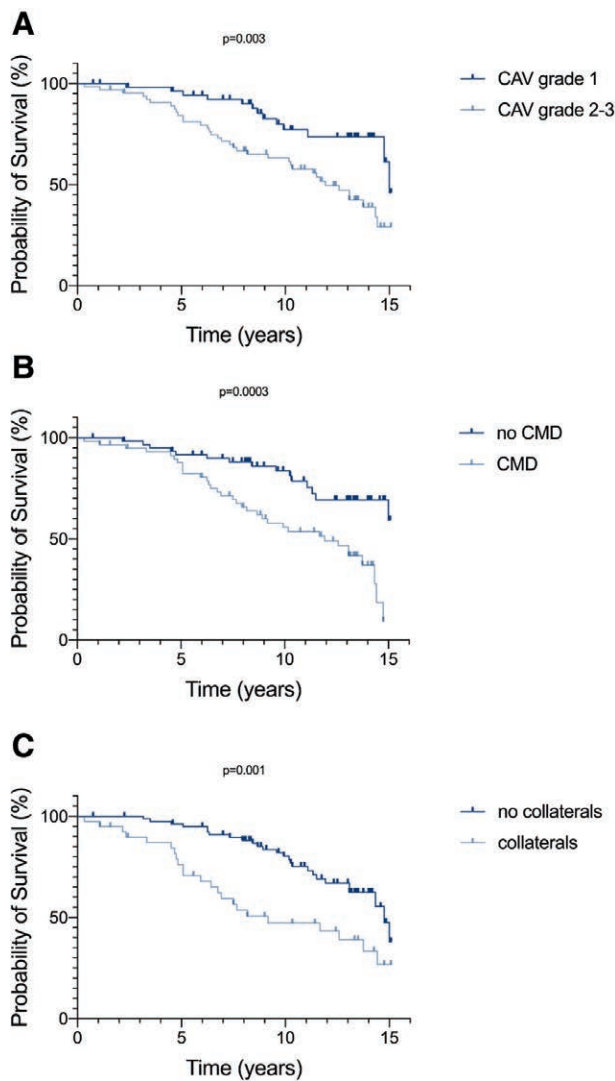 A
p=0.003
Probability of Survival (%)
100
50
0
0 5 10 15
Time (years)
CAV grade 1
CAV grade 2-3
B
p=0.0003
Probability of Survival (%)
100
50
0
0 5 10 15
Time (years)
no CMD
CMD
C
p=0.001
Probability of Survival (%)
100
50
0
0 5 10 15
Time (years)
no collaterals
collaterals